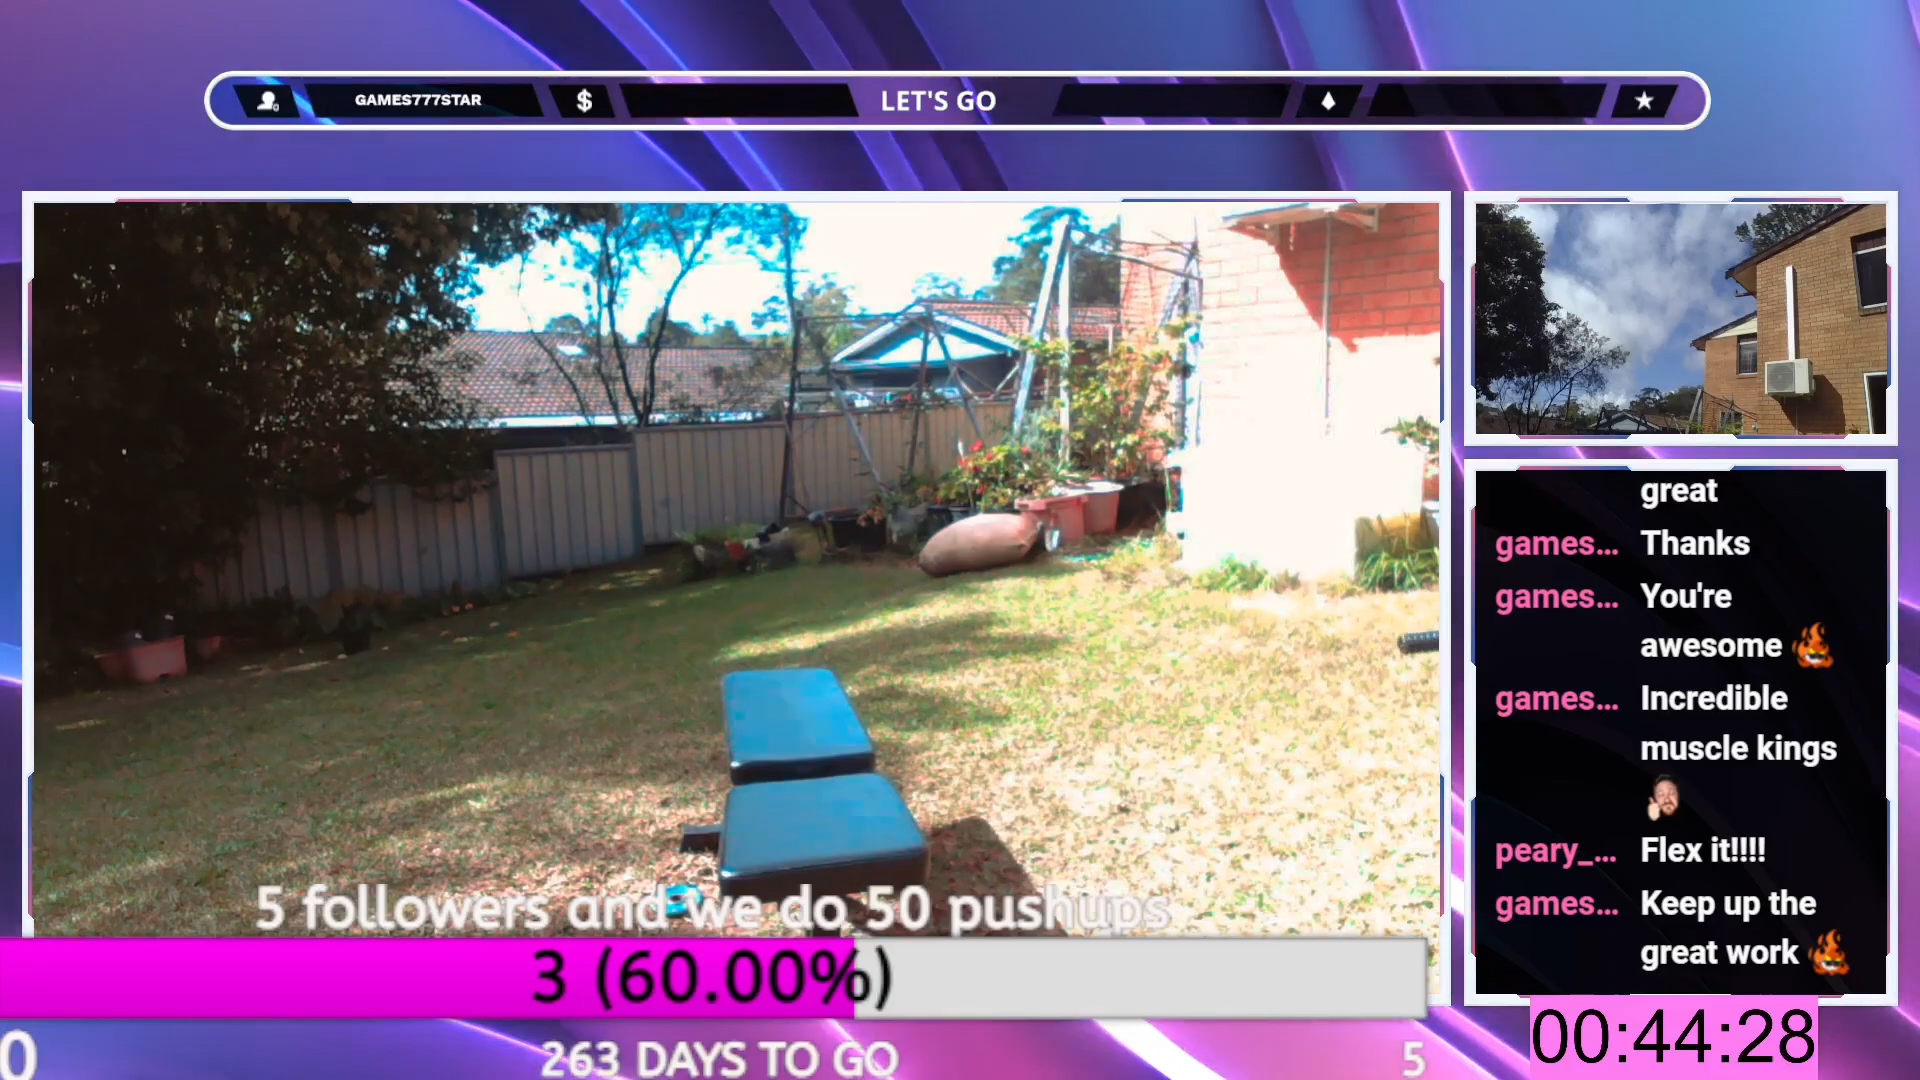 GAMES777STAR
$
LET'S GO
great
games... Thanks
games... You're
awesome
games... Incredible
muscle kings
peary_... Flex it!!!!
games... Keep up the
great work
5 followers and we do 50 pushups
3 (60.00%)
0
263 DAYS TO GO
5
00:44:28